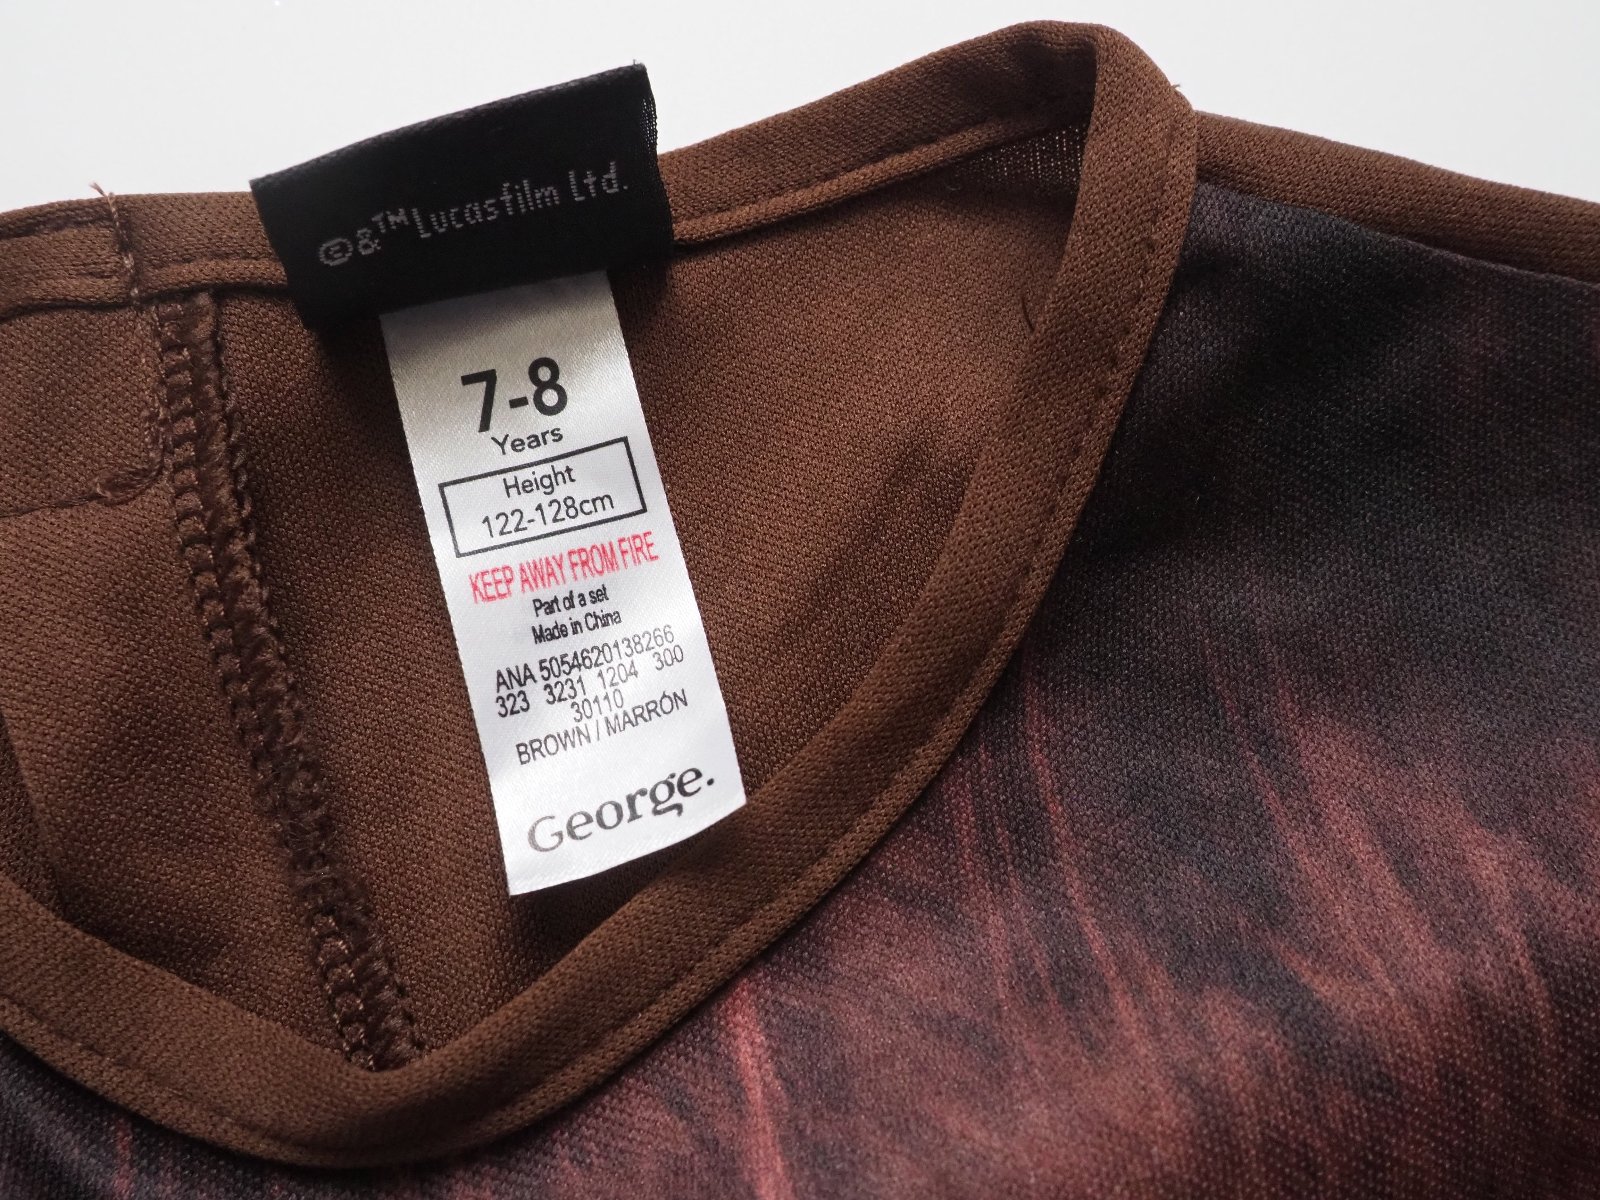 ©&™Lucasfilm Ltd.
7-8
Years
Height
122-128cm
KEEP AWAY FROM FIRE
Part of a set
Made in China
ANA 5054620138266
323 3231 1204 300
30110
BROWN / MARRÓN
George.